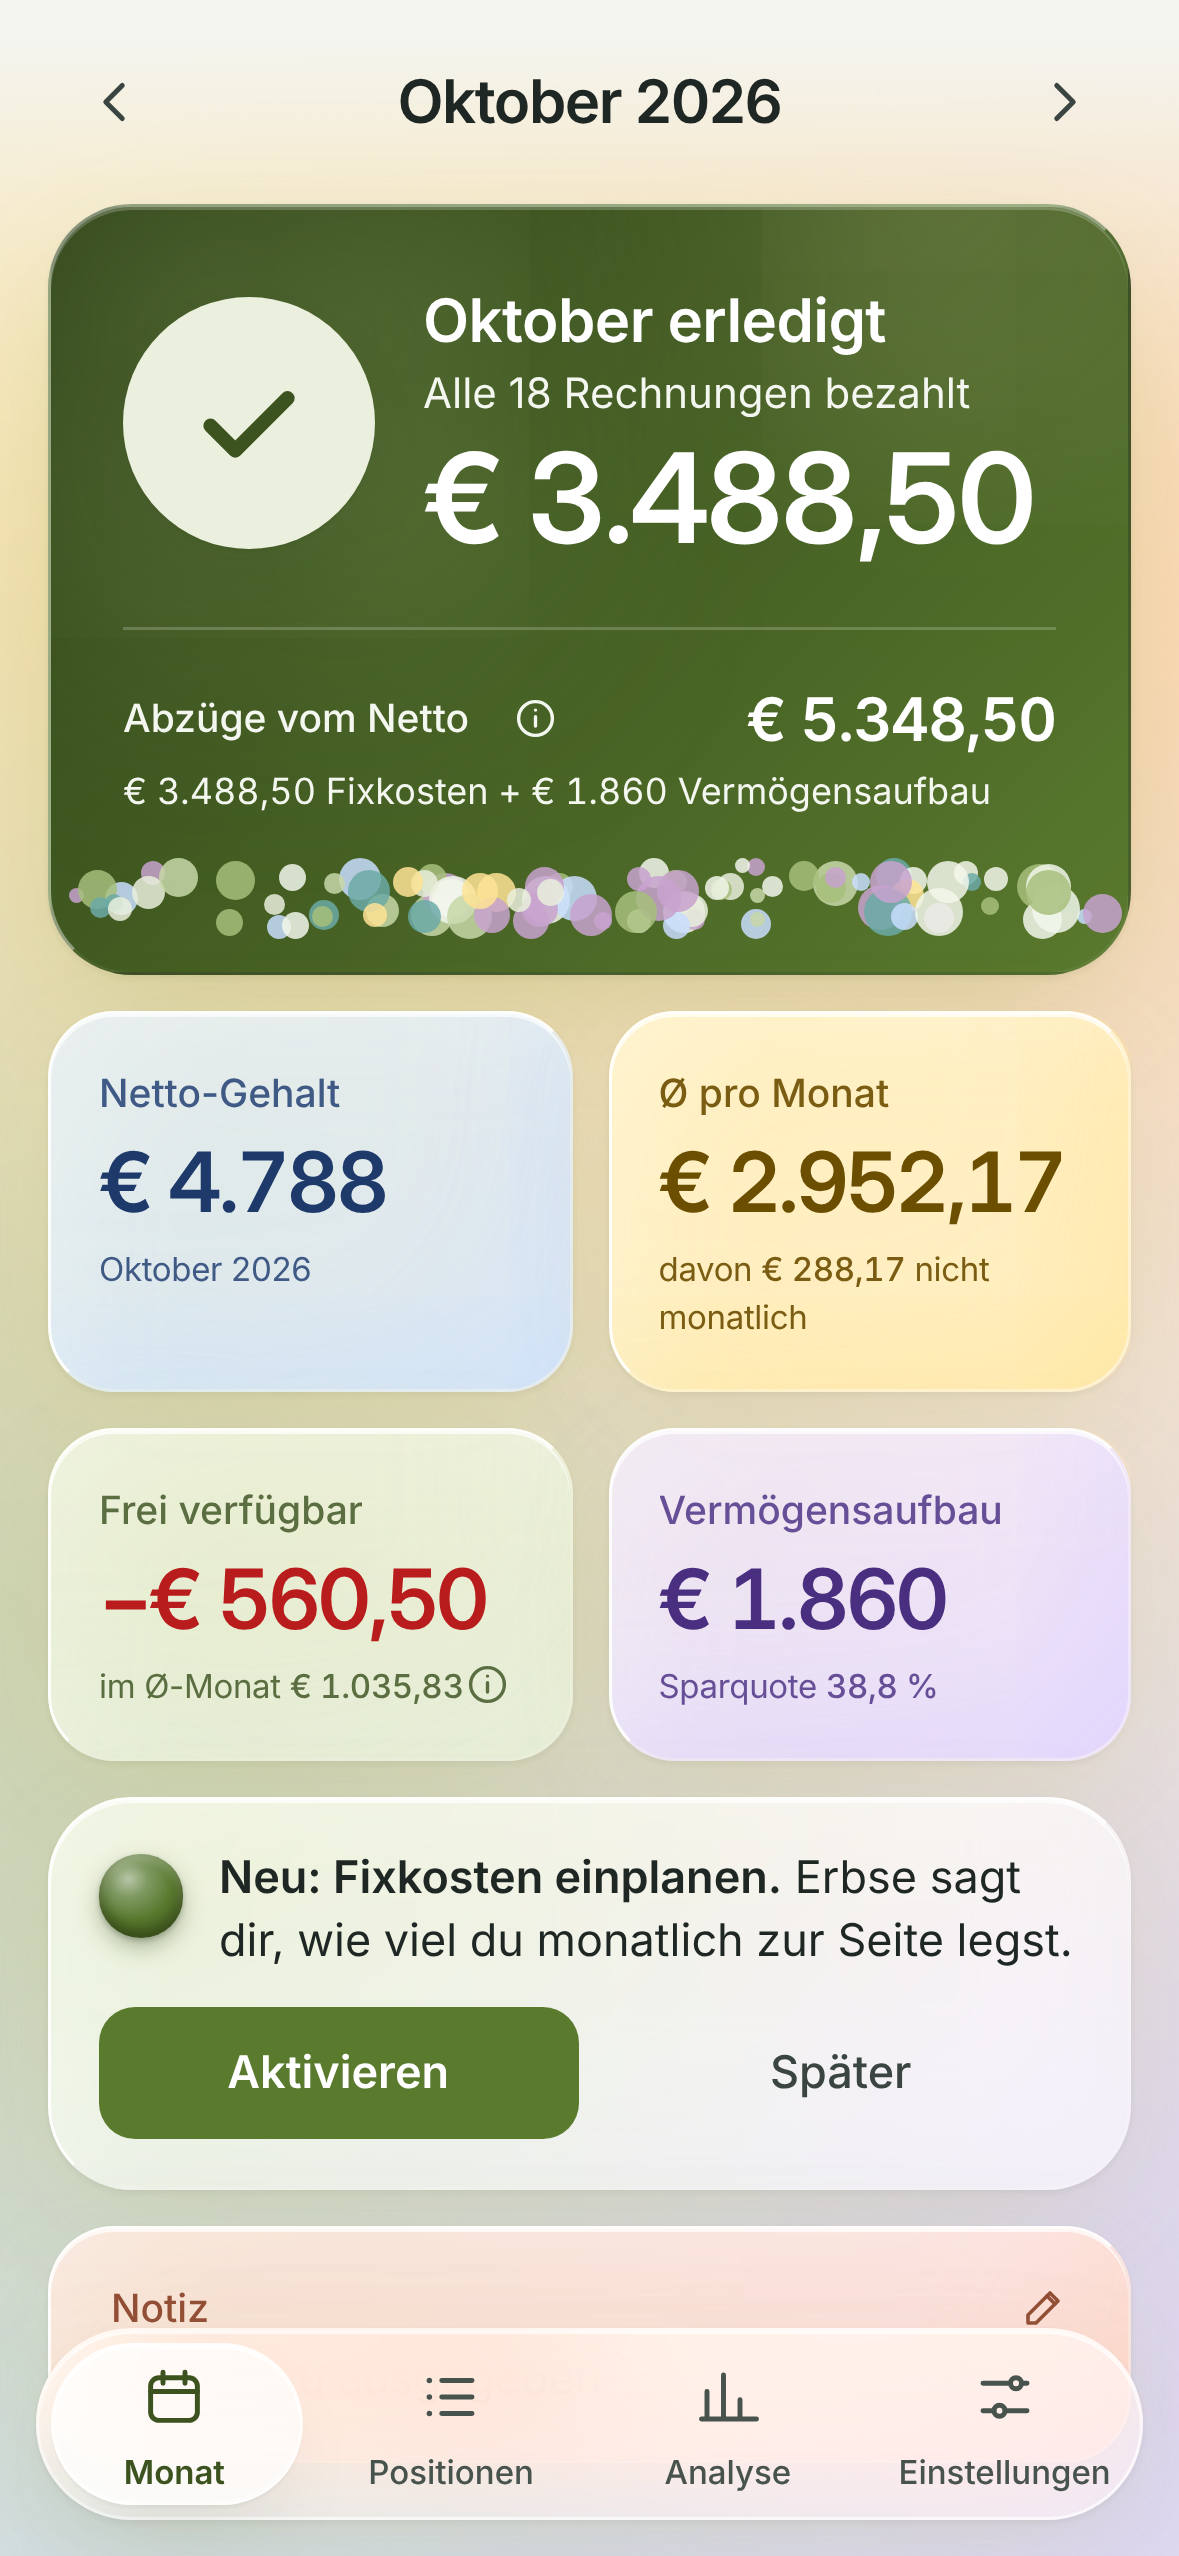 Oktober 2026
Oktober erledigt
Alle 18 Rechnungen bezahlt
€ 3.488,50
Abzüge vom Netto
€ 5.348,50
€ 3.488,50 Fixkosten + € 1.860 Vermögensaufbau
Netto-Gehalt
€ 4.788
Oktober 2026
Ø pro Monat
€ 2.952,17
davon € 288,17 nicht
monatlich
Frei verfügbar
–€ 560,50
im Ø-Monat € 1.035,83
Vermögensaufbau
€ 1.860
Sparquote 38,8 %
Neu: Fixkosten einplanen. Erbse sagt
dir, wie viel du monatlich zur Seite legst.
Aktivieren
Später
Notiz
Monat
Positionen
Analyse
Einstellungen